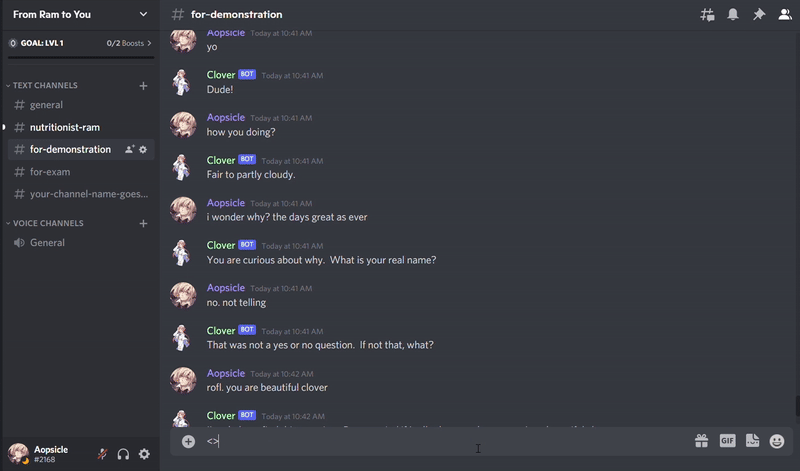 From Ram to You
GOAL: LVL 1
0/2 Boosts
TEXT CHANNELS
general
nutritionist-ram
for-demonstration
for-exam
your-channel-name-goes...
VOICE CHANNELS
General
Aopsicle
#2168
for-demonstration
Aopsicle Today at 10:41 AM
yo
Clover BOT Today at 10:41 AM
Dude!
Aopsicle Today at 10:41 AM
how you doing?
Clover BOT Today at 10:41 AM
Fair to partly cloudy.
Aopsicle Today at 10:41 AM
i wonder why? the days great as ever
Clover BOT Today at 10:41 AM
You are curious about why. What is your real name?
Aopsicle Today at 10:41 AM
no. not telling
Clover BOT Today at 10:41 AM
That was not a yes or no question. If not that, what?
Aopsicle Today at 10:42 AM
rofl. you are beautiful clover
Clover BOT Today at 10:42 AM
<>
GIF